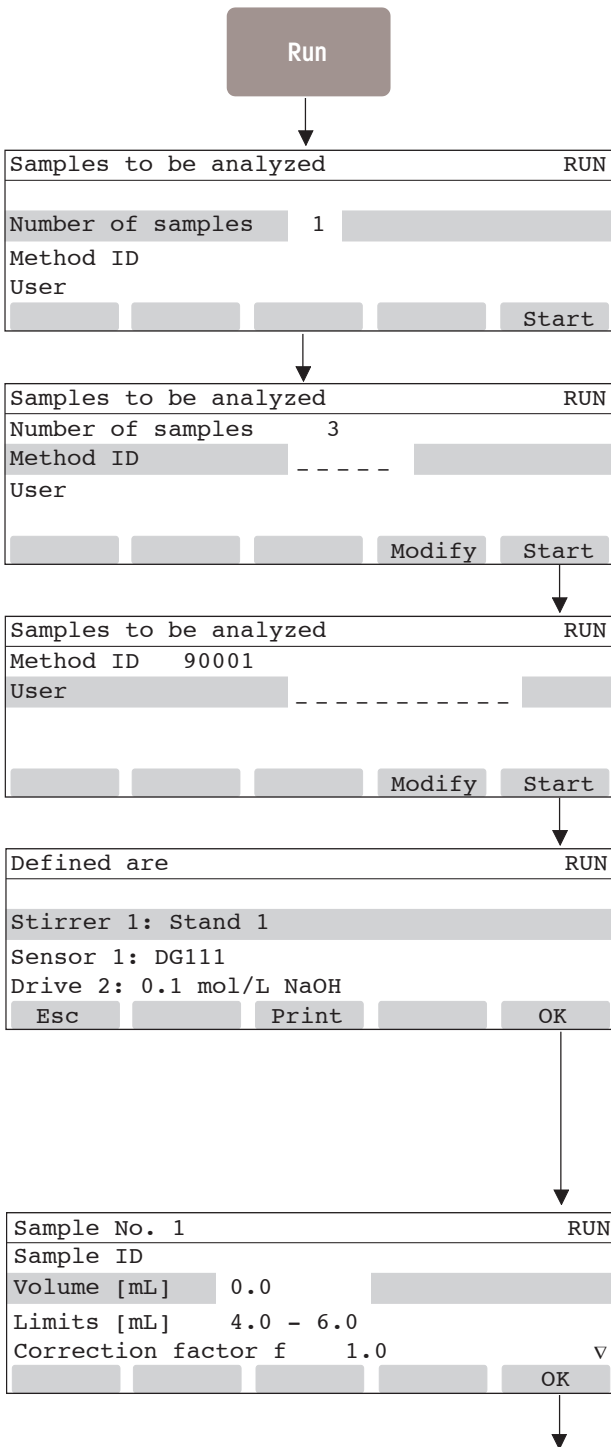 Run
Samples to be analyzed RUN
Number of samples 1
Method ID
User
Start
Samples to be analyzed RUN
Number of samples 3
Method ID _ _ _ _ _
User
Modify Start
Samples to be analyzed RUN
Method ID 90001
User _ _ _ _ _ _ _ _ _ _ _
Modify Start
Defined are RUN
Stirrer 1: Stand 1
Sensor 1: DG111
Drive 2: 0.1 mol/L NaOH
Esc Print OK
Sample No. 1 RUN
Sample ID
Volume [mL] 0.0
Limits [mL] 4.0 – 6.0
Correction factor f 1.0 ∇
OK